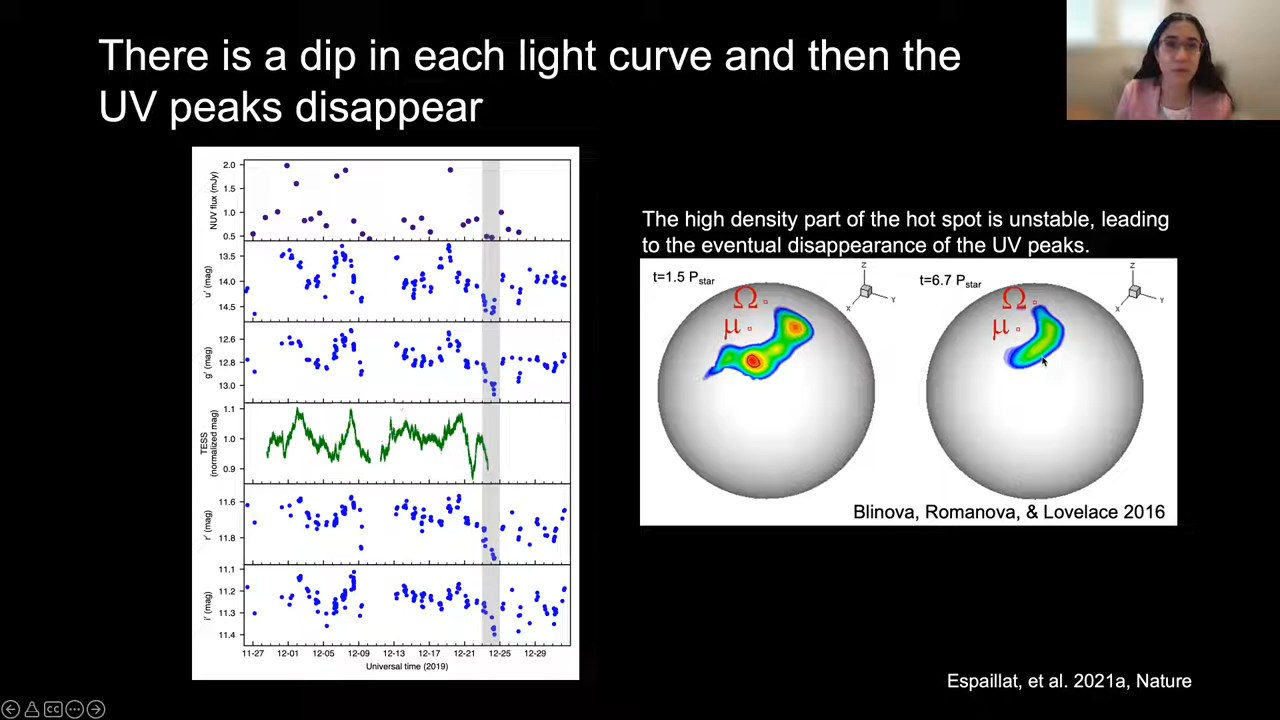 There is a dip in each light curve and then the
UV peaks disappear
NUV flux (mJy)
2.0
1.5
1.0
0.5
u' (mag)
13.5
14.0
14.5
g' (mag)
12.6
12.8
13.0
TESS
(normalized mag)
1.1
1.0
0.9
r' (mag)
11.6
11.8
i' (mag)
11.1
11.2
11.3
11.4
11-27 12-01 12-05 12-09 12-13 12-17 12-21 12-25 12-29
Universal time (2019)
The high density part of the hot spot is unstable, leading
to the eventual disappearance of the UV peaks.
t=1.5 Pstar
Ω
μ
Z
X
Y
t=6.7 Pstar
Ω
μ
Z
X
Y
Blinova, Romanova, & Lovelace 2016
Espaillat, et al. 2021a, Nature
CC